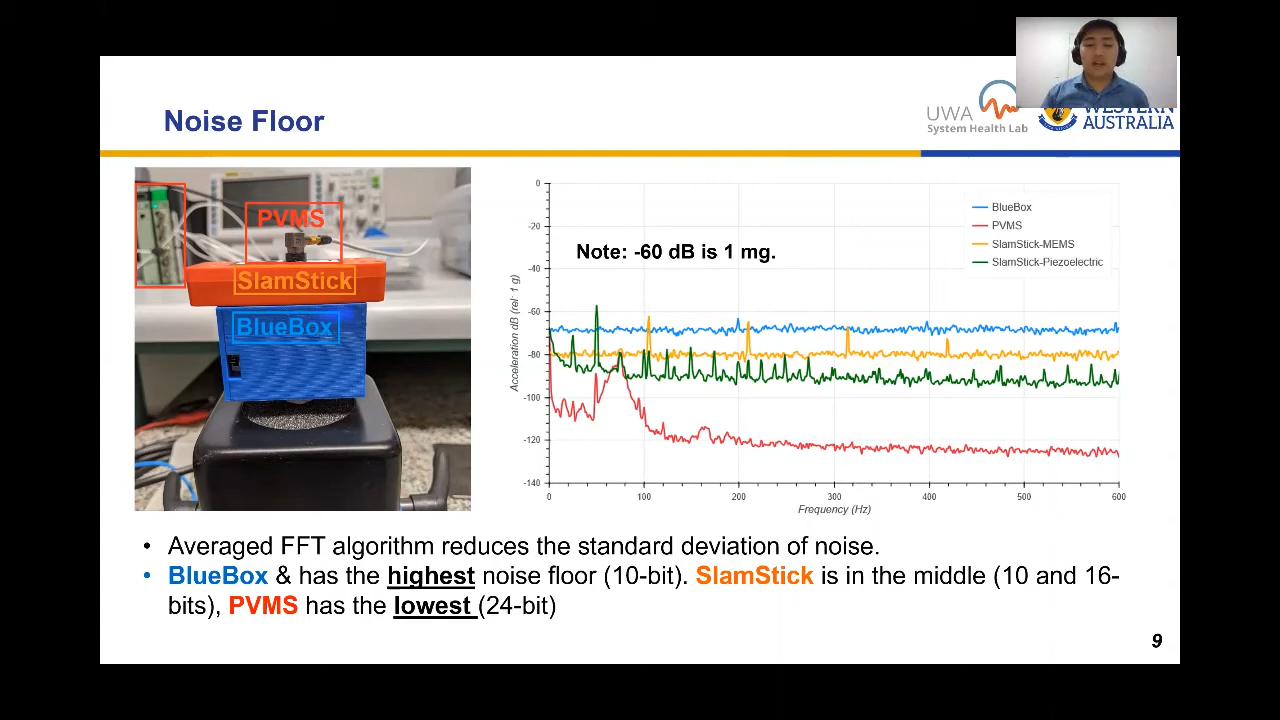 Noise Floor
UWA
System Health Lab
WESTERN
AUSTRALIA
PVMS
SlamStick
BlueBox
Note: -60 dB is 1 mg.
BlueBox
PVMS
SlamStick-MEMS
SlamStick-Piezoelectric
Acceleration dB (rel: 1 g)
0
-20
-40
-60
-80
-100
-120
-140
0 100 200 300 400 500 600
Frequency (Hz)
• Averaged FFT algorithm reduces the standard deviation of noise.
• BlueBox & has the highest noise floor (10-bit). SlamStick is in the middle (10 and 16-
bits), PVMS has the lowest (24-bit)
9